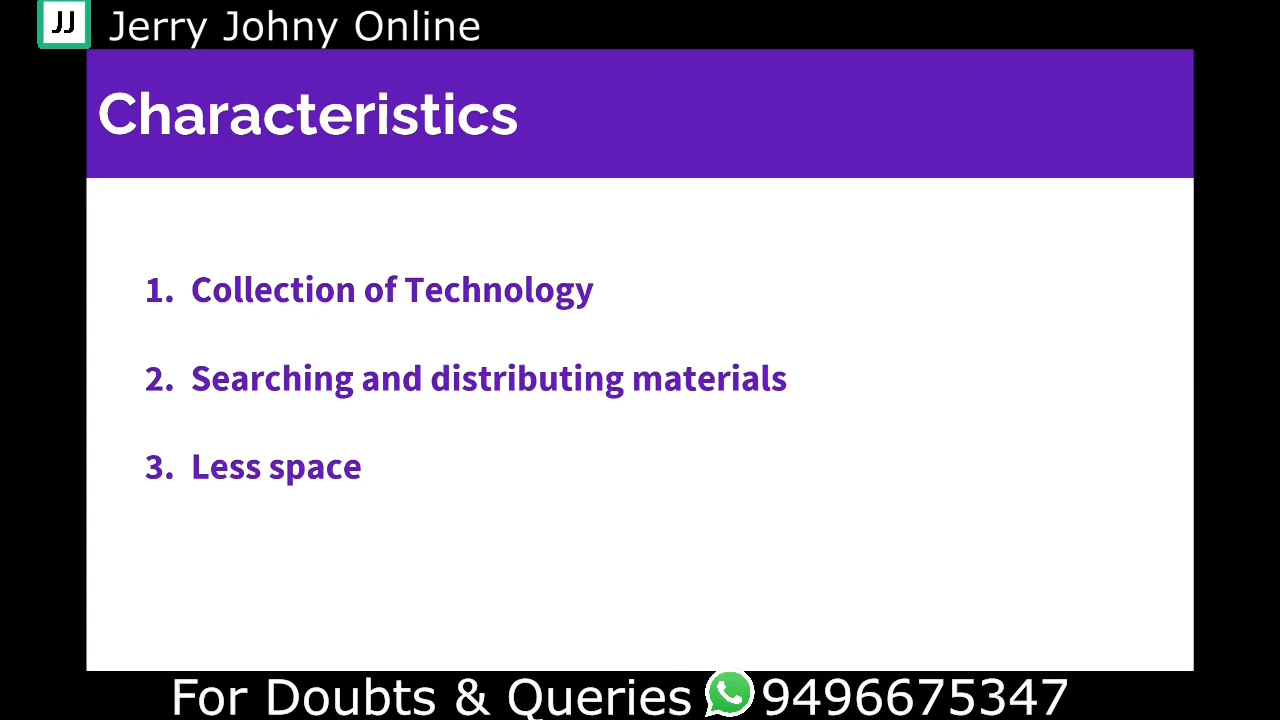 JJ Jerry Johny Online
Characteristics
1. Collection of Technology
2. Searching and distributing materials
3. Less space
For Doubts & Queries 9496675347